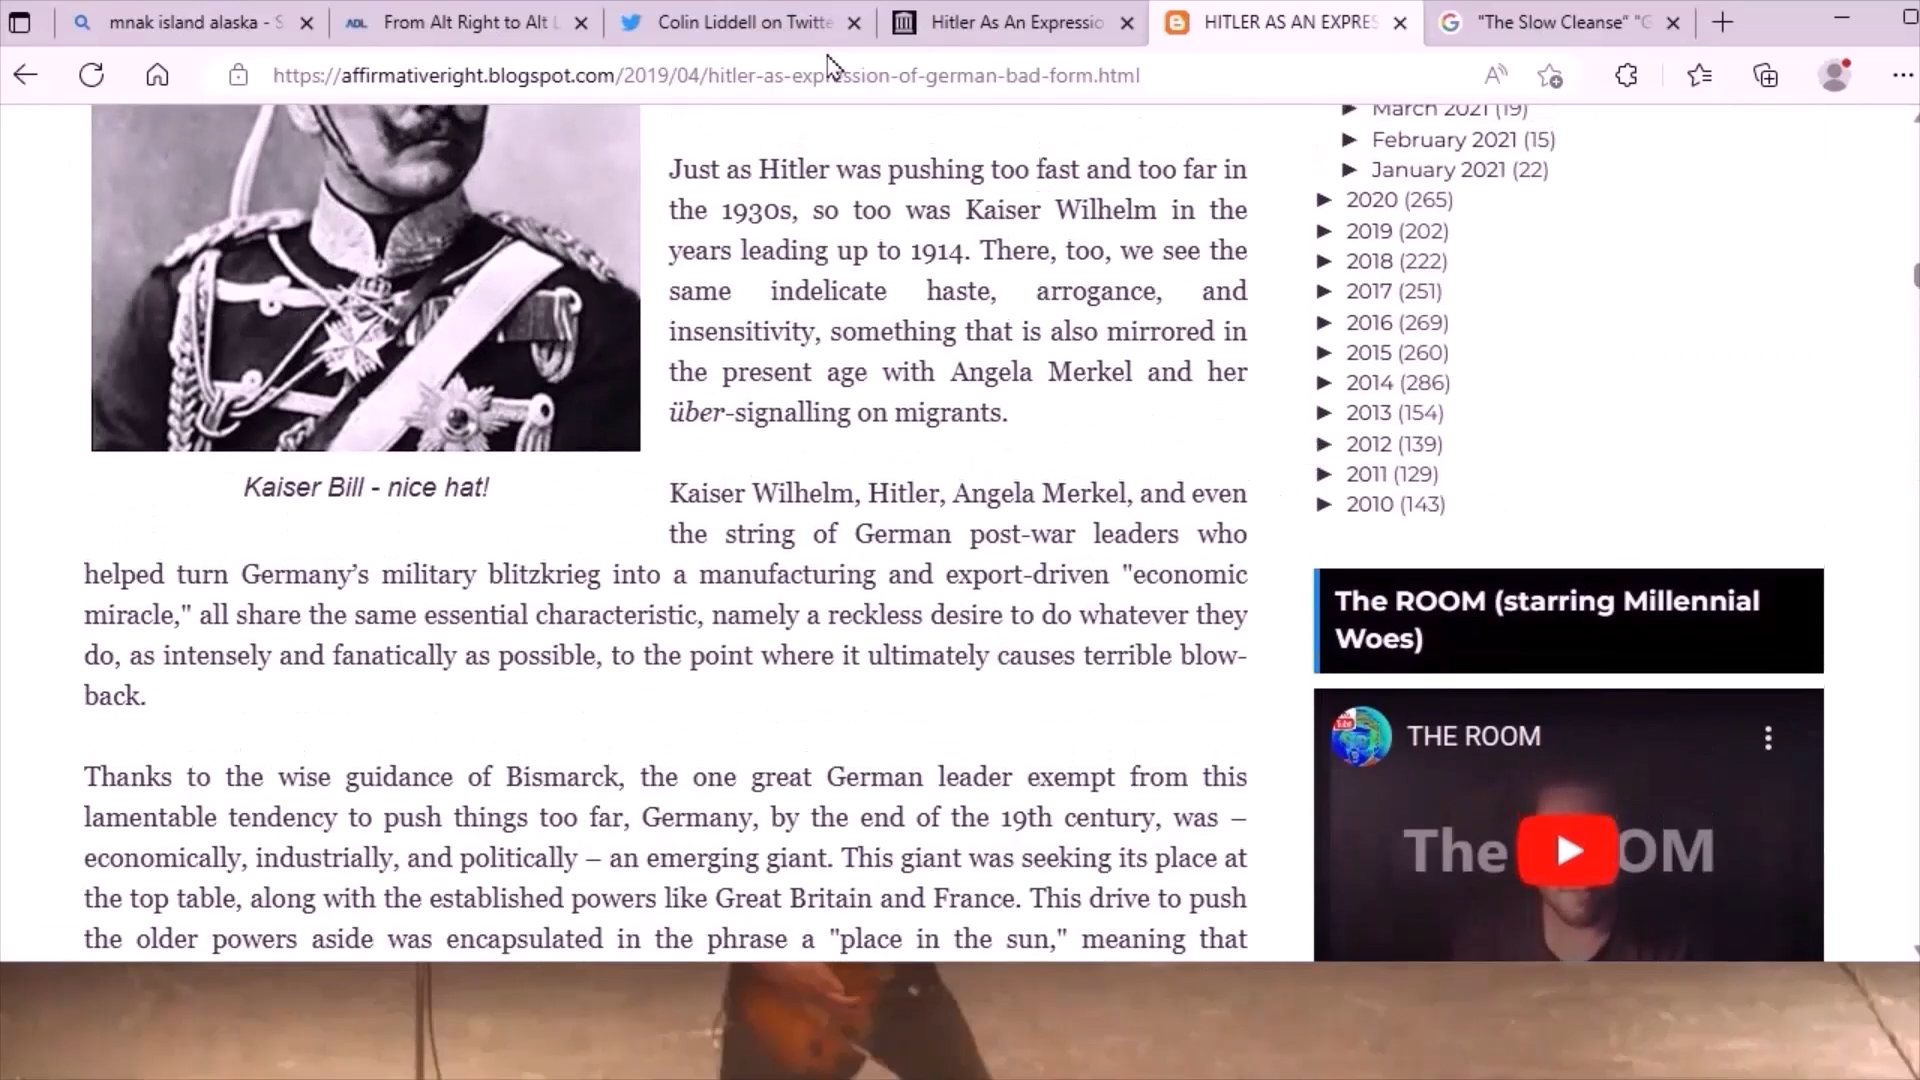 mnak island alaska - S
From Alt Right to Alt L
Colin Liddell on Twitte
Hitler As An Expressio
HITLER AS AN EXPRES
"The Slow Cleanse" "G
https://affirmativeright.blogspot.com/2019/04/hitler-as-expression-of-german-bad-form.html
Kaiser Bill - nice hat!
Just as Hitler was pushing too fast and too far in
the 1930s, so too was Kaiser Wilhelm in the
years leading up to 1914. There, too, we see the
same indelicate haste, arrogance, and
insensitivity, something that is also mirrored in
the present age with Angela Merkel and her
über-signalling on migrants.
Kaiser Wilhelm, Hitler, Angela Merkel, and even
the string of German post-war leaders who
helped turn Germany’s military blitzkrieg into a manufacturing and export-driven "economic
miracle," all share the same essential characteristic, namely a reckless desire to do whatever they
do, as intensely and fanatically as possible, to the point where it ultimately causes terrible blow-
back.
Thanks to the wise guidance of Bismarck, the one great German leader exempt from this
lamentable tendency to push things too far, Germany, by the end of the 19th century, was –
economically, industrially, and politically – an emerging giant. This giant was seeking its place at
the top table, along with the established powers like Great Britain and France. This drive to push
the older powers aside was encapsulated in the phrase a "place in the sun," meaning that
► March 2021 (19)
► February 2021 (15)
► January 2021 (22)
► 2020 (265)
► 2019 (202)
► 2018 (222)
► 2017 (251)
► 2016 (269)
► 2015 (260)
► 2014 (286)
► 2013 (154)
► 2012 (139)
► 2011 (129)
► 2010 (143)
The ROOM (starring Millennial
Woes)
THE ROOM
The OM